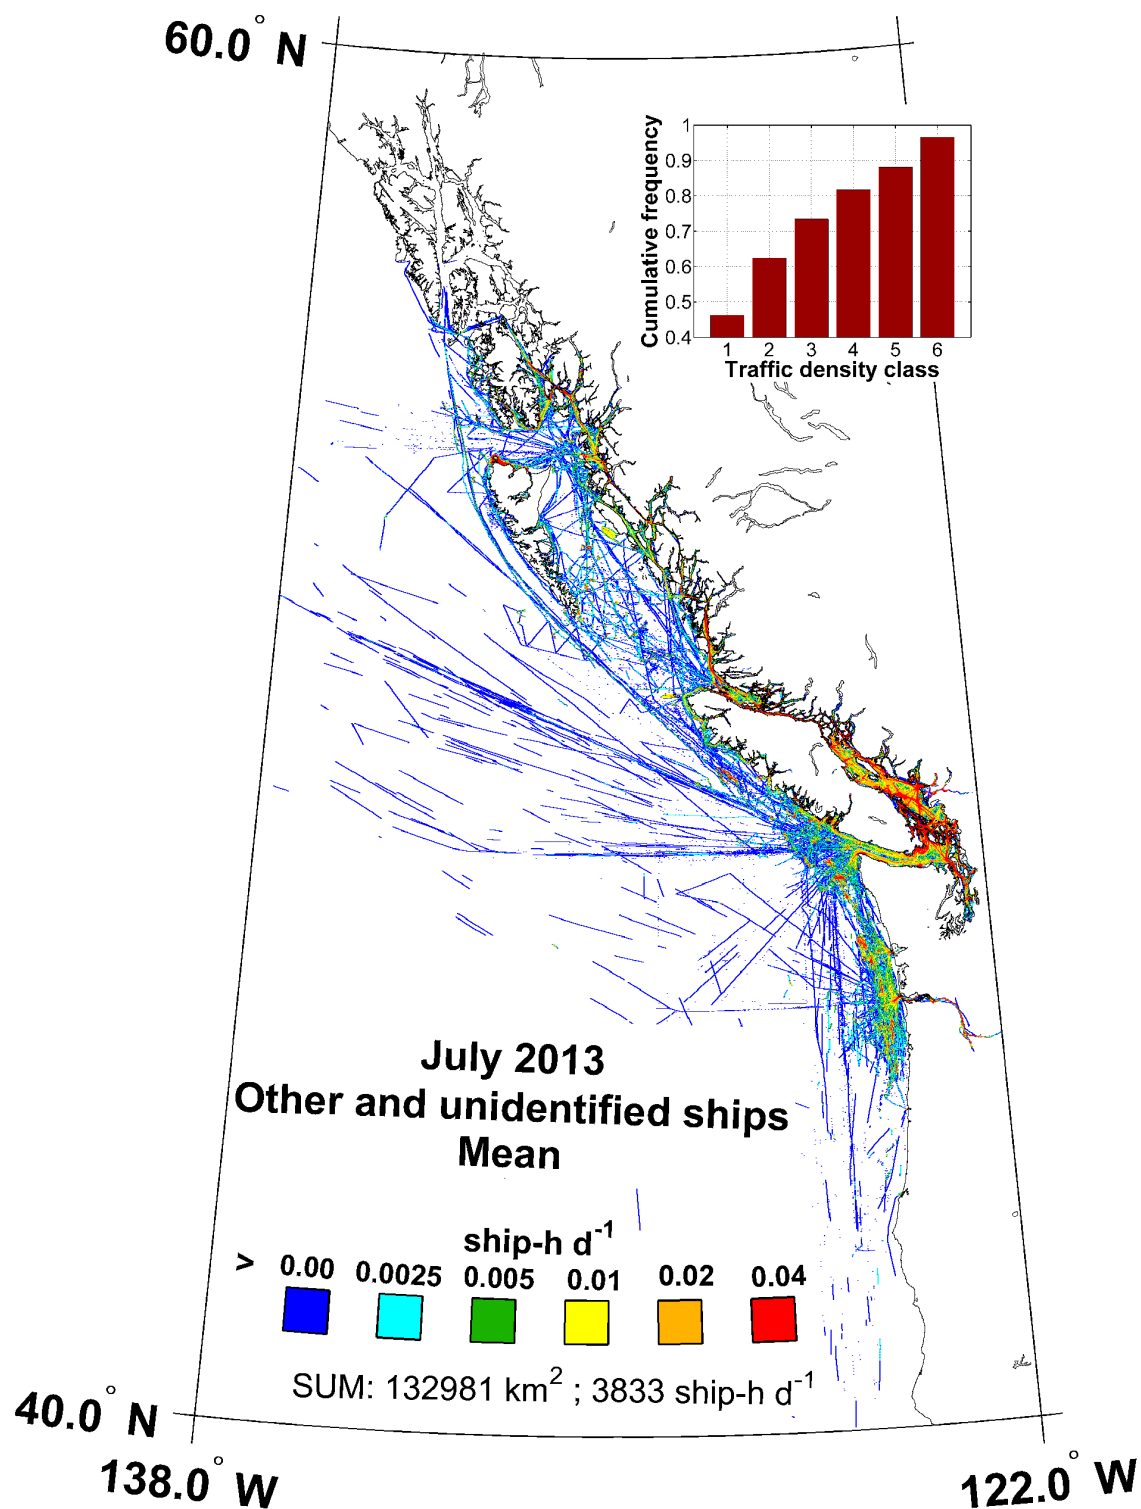 60.0° N
Cumulative frequency
1
0.9
0.8
0.7
0.6
0.5
0.4
1 2 3 4 5 6
Traffic density class
July 2013
Other and unidentified ships
Mean
ship-h d⁻¹
> 0.00 0.0025 0.005 0.01 0.02 0.04
SUM: 132981 km² ; 3833 ship-h d⁻¹
40.0° N
138.0° W
122.0° W